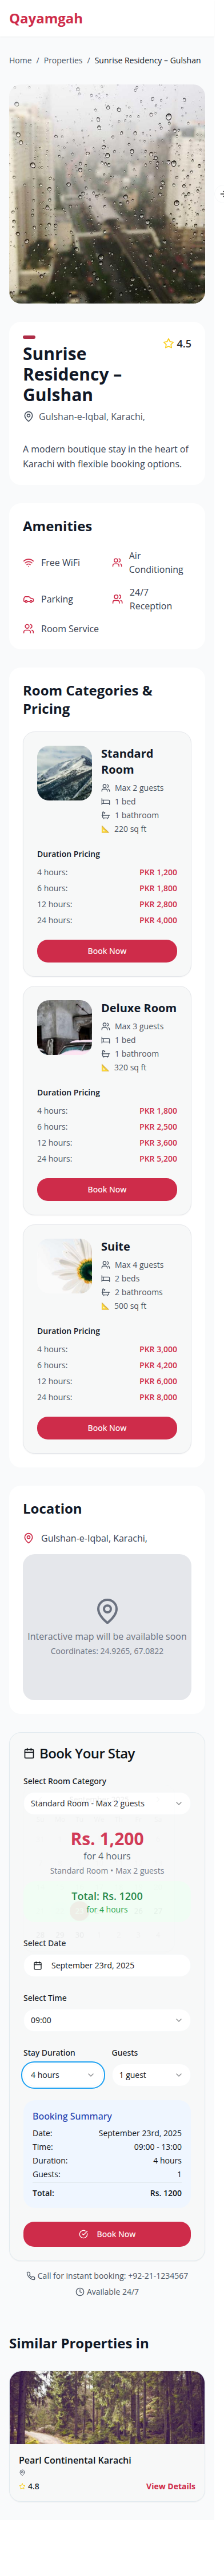 Qayamgah
Home / Properties / Sunrise Residency – Gulshan
Sunrise
Residency –
Gulshan
4.5
Gulshan-e-Iqbal, Karachi,
A modern boutique stay in the heart of
Karachi with flexible booking options.
Amenities
Free WiFi
Air
Conditioning
Parking
24/7
Reception
Room Service
Room Categories &
Pricing
Standard
Room
Max 2 guests
1 bed
1 bathroom
220 sq ft
Duration Pricing
4 hours: PKR 1,200
6 hours: PKR 1,800
12 hours: PKR 2,800
24 hours: PKR 4,000
Book Now
Deluxe Room
Max 3 guests
1 bed
1 bathroom
320 sq ft
Duration Pricing
4 hours: PKR 1,800
6 hours: PKR 2,500
12 hours: PKR 3,600
24 hours: PKR 5,200
Book Now
Suite
Max 4 guests
2 beds
2 bathrooms
500 sq ft
Duration Pricing
4 hours: PKR 3,000
6 hours: PKR 4,200
12 hours: PKR 6,000
24 hours: PKR 8,000
Book Now
Location
Gulshan-e-Iqbal, Karachi,
Interactive map will be available soon
Coordinates: 24.9265, 67.0822
Book Your Stay
Select Room Category
Standard Room - Max 2 guests
Rs. 1,200
for 4 hours
Standard Room • Max 2 guests
Total: Rs. 1200
for 4 hours
Select Date
September 23rd, 2025
Select Time
09:00
Stay Duration Guests
4 hours 1 guest
Booking Summary
Date: September 23rd, 2025
Time: 09:00 - 13:00
Duration: 4 hours
Guests: 1
Total: Rs. 1200
Book Now
Call for instant booking: +92-21-1234567
Available 24/7
Similar Properties in
Pearl Continental Karachi
4.8 View Details